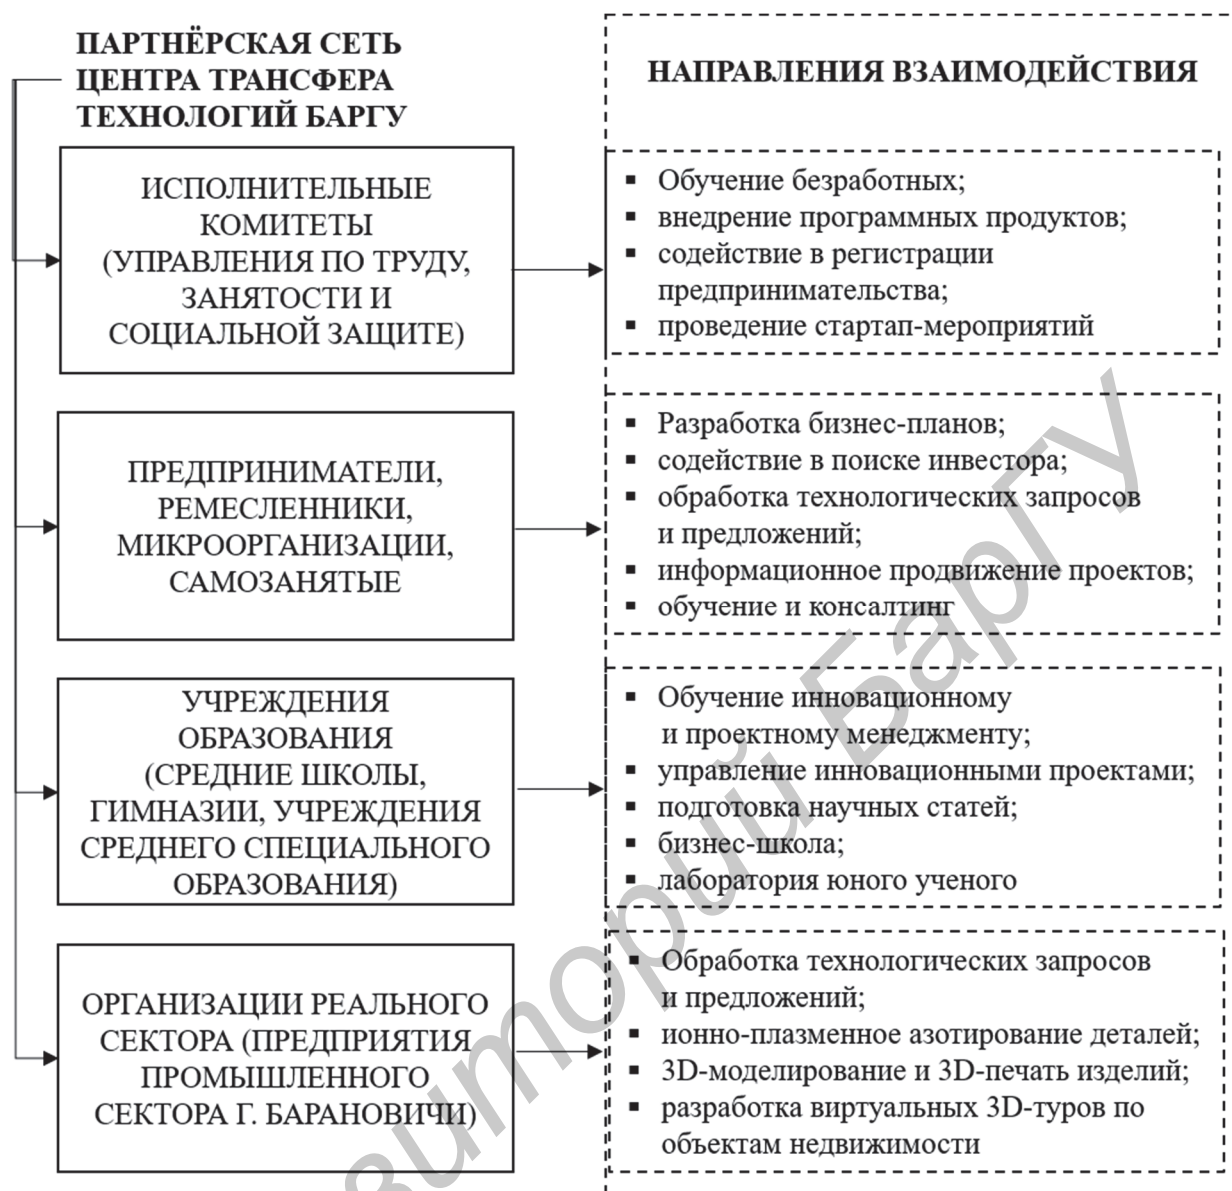 ПАРТНЁРСКАЯ СЕТЬ
ЦЕНТРА ТРАНСФЕРА
ТЕХНОЛОГИЙ БАРГУ
НАПРАВЛЕНИЯ ВЗАИМОДЕЙСТВИЯ
ИСПОЛНИТЕЛЬНЫЕ
КОМИТЕТЫ
(УПРАВЛЕНИЯ ПО ТРУДУ,
ЗАНЯТОСТИ И
СОЦИАЛЬНОЙ ЗАЩИТЕ)
▪ Обучение безработных;
▪ внедрение программных продуктов;
▪ содействие в регистрации
предпринимательства;
▪ проведение стартап-мероприятий
ПРЕДПРИНИМАТЕЛИ,
РЕМЕСЛЕННИКИ,
МИКРООРГАНИЗАЦИИ,
САМОЗАНЯТЫЕ
▪ Разработка бизнес-планов;
▪ содействие в поиске инвестора;
▪ обработка технологических запросов
и предложений;
▪ информационное продвижение проектов;
▪ обучение и консалтинг
УЧРЕЖДЕНИЯ
ОБРАЗОВАНИЯ
(СРЕДНИЕ ШКОЛЫ,
ГИМНАЗИИ, УЧРЕЖДЕНИЯ
СРЕДНЕГО СПЕЦИАЛЬНОГО
ОБРАЗОВАНИЯ)
▪ Обучение инновационному
и проектному менеджменту;
▪ управление инновационными проектами;
▪ подготовка научных статей;
▪ бизнес-школа;
▪ лаборатория юного ученого
ОРГАНИЗАЦИИ РЕАЛЬНОГО
СЕКТОРА (ПРЕДПРИЯТИЯ
ПРОМЫШЛЕННОГО
СЕКТОРА Г. БАРАНОВИЧИ)
▪ Обработка технологических запросов
и предложений;
▪ ионно-плазменное азотирование деталей;
▪ 3D-моделирование и 3D-печать изделий;
▪ разработка виртуальных 3D-туров по
объектам недвижимости
зиторий БарГУ